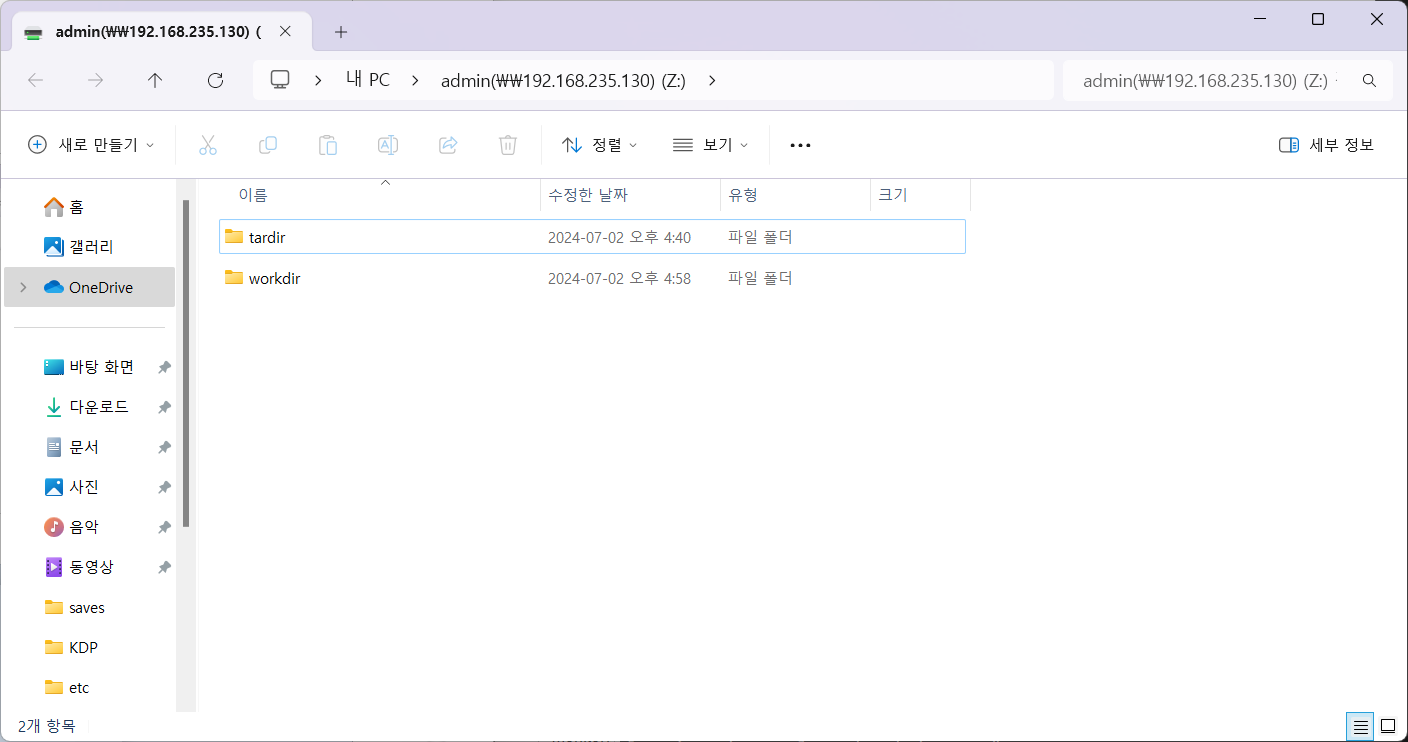 admin(₩₩192.168.235.130) (
내 PC
admin(₩₩192.168.235.130) (Z:)
admin(₩₩192.168.235.130) (Z:)
새로 만들기
정렬
보기
세부 정보
홈
갤러리
OneDrive
바탕 화면
다운로드
문서
사진
음악
동영상
saves
KDP
etc
이름 수정한 날짜 유형 크기
tardir 2024-07-02 오후 4:40 파일 폴더
workdir 2024-07-02 오후 4:58 파일 폴더
2개 항목